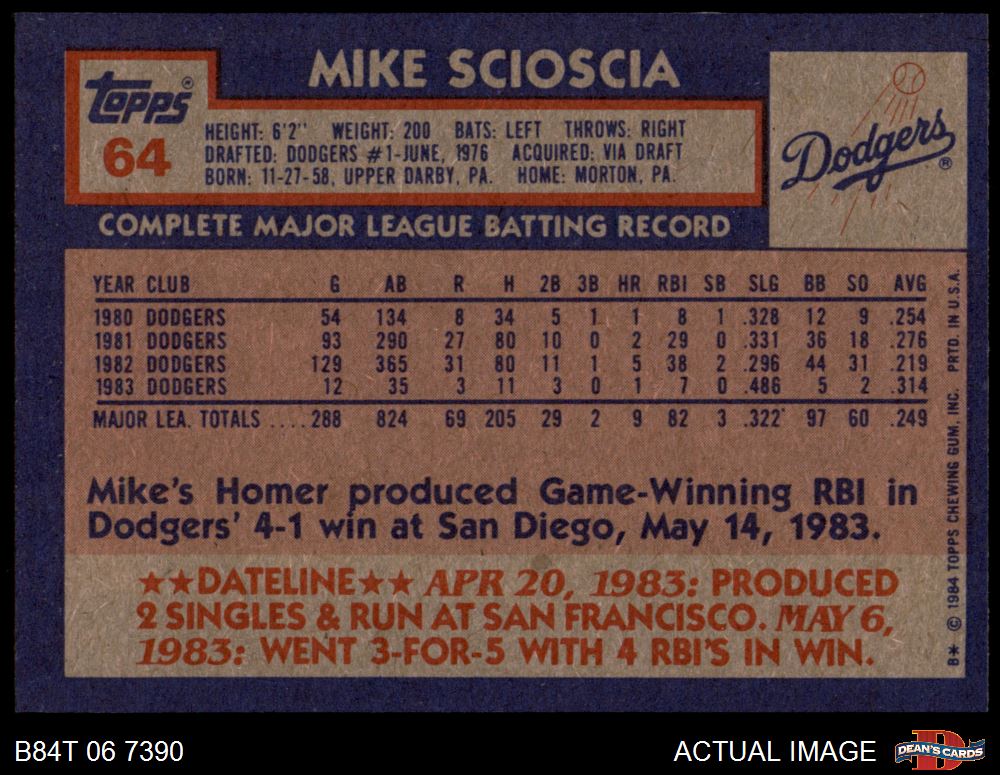 MIKE SCIOSCIA
Topps®
64
HEIGHT: 6'2" WEIGHT: 200 BATS: LEFT THROWS: RIGHT
DRAFTED: DODGERS #1-JUNE, 1976 ACQUIRED: VIA DRAFT
BORN: 11-27-58, UPPER DARBY, PA. HOME: MORTON, PA.
Dodgers®
COMPLETE MAJOR LEAGUE BATTING RECORD
YEAR CLUB G AB R H 2B 3B HR RBI SB SLG BB SO AVG
1980 DODGERS 54 134 8 34 5 1 1 8 1 .328 12 9 .254
1981 DODGERS 93 290 27 80 10 0 2 29 0 .331 36 18 .276
1982 DODGERS 129 365 31 80 11 1 5 38 2 .296 44 31 .219
1983 DODGERS 12 35 3 11 3 0 1 7 0 .486 5 2 .314
MAJOR LEA. TOTALS ....288 824 69 205 29 2 9 82 3 .322 97 60 .249
Mike's Homer produced Game-Winning RBI in
Dodgers' 4-1 win at San Diego, May 14, 1983.
★★DATELINE★★ APR 20, 1983: PRODUCED
2 SINGLES & RUN AT SAN FRANCISCO. MAY 6,
1983: WENT 3-FOR-5 WITH 4 RBI'S IN WIN.
B* © 1984 TOPPS CHEWING GUM, INC. PRTD. IN U.S.A.
B84T 06 7390
ACTUAL IMAGE
DEAN'S CARDS